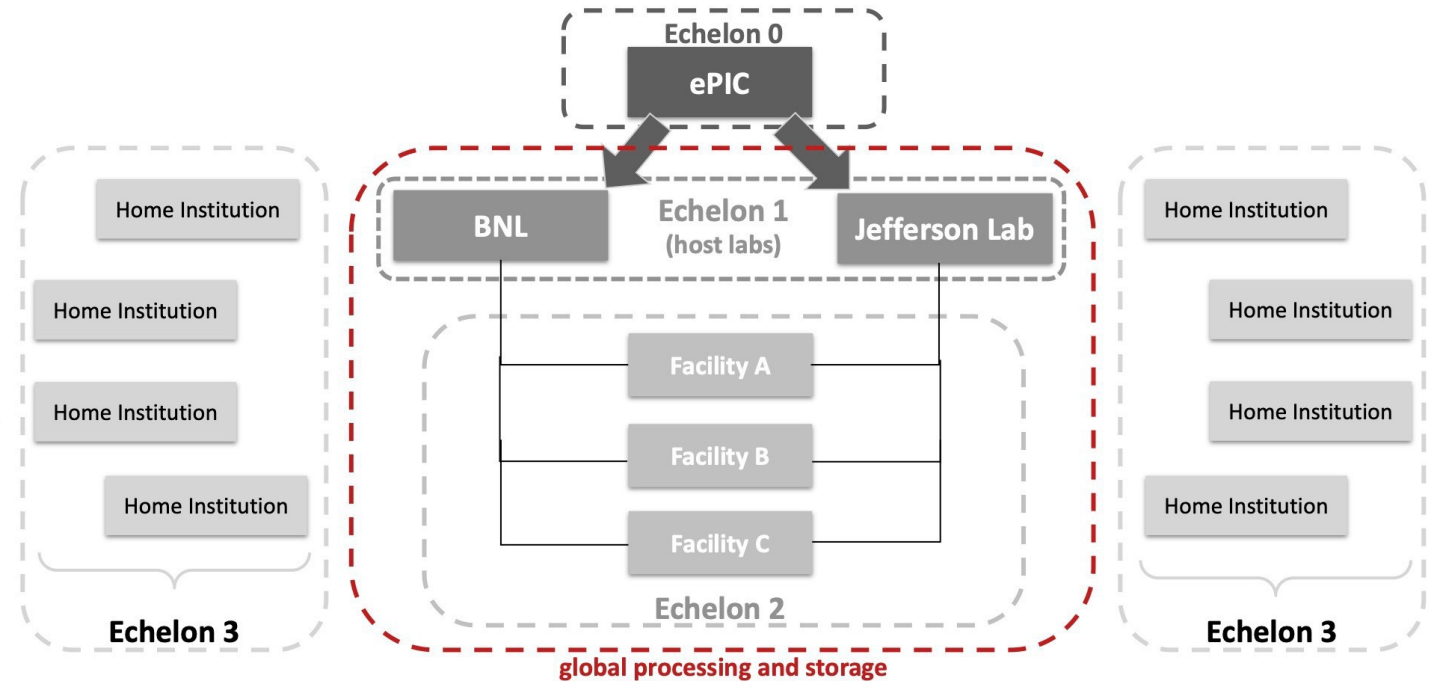 Echelon 0
ePIC
BNL
Echelon 1
(host labs)
Jefferson Lab
Home Institution
Home Institution
Home Institution
Home Institution
Echelon 3
Facility A
Facility B
Facility C
Echelon 2
global processing and storage
Home Institution
Home Institution
Home Institution
Home Institution
Echelon 3